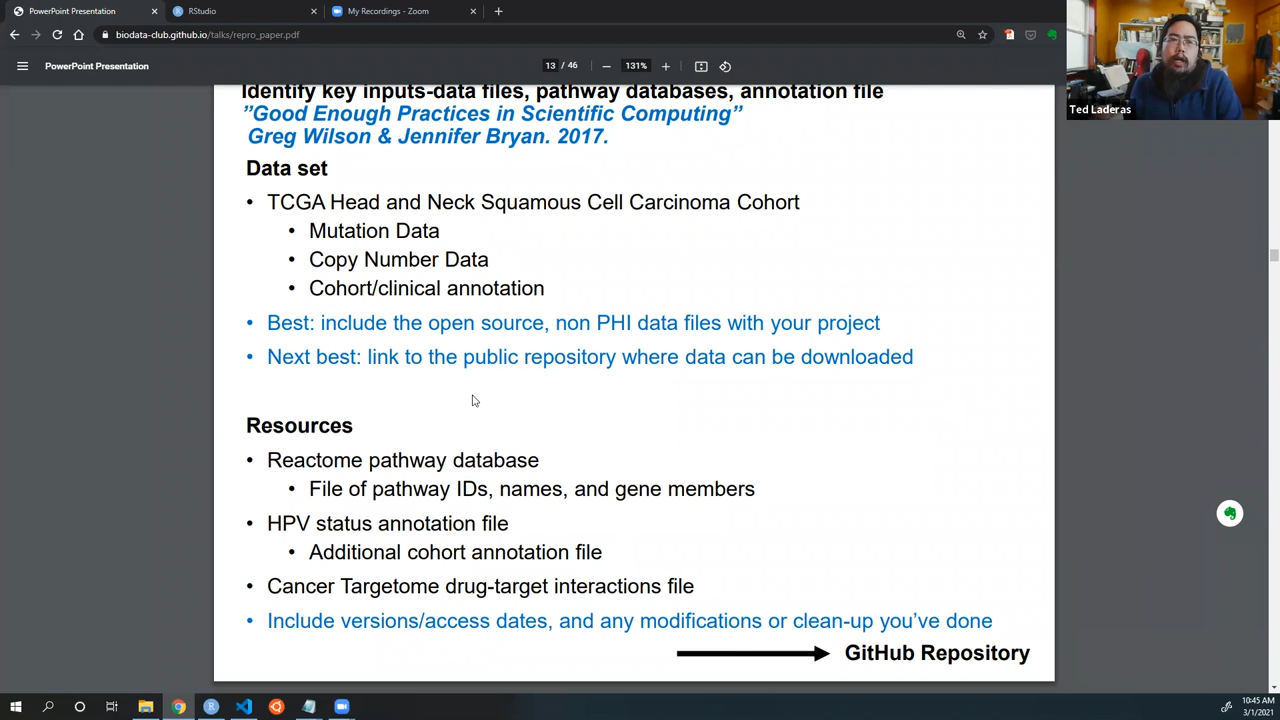 PowerPoint Presentation
RStudio
My Recordings - Zoom
biodata-club.github.io/talks/repro_paper.pdf
PowerPoint Presentation
13 / 46
131%
Ted Laderas
Identify key inputs-data files, pathway databases, annotation file
”Good Enough Practices in Scientific Computing”
Greg Wilson & Jennifer Bryan. 2017.
Data set
• TCGA Head and Neck Squamous Cell Carcinoma Cohort
• Mutation Data
• Copy Number Data
• Cohort/clinical annotation
• Best: include the open source, non PHI data files with your project
• Next best: link to the public repository where data can be downloaded
Resources
• Reactome pathway database
• File of pathway IDs, names, and gene members
• HPV status annotation file
• Additional cohort annotation file
• Cancer Targetome drug-target interactions file
• Include versions/access dates, and any modifications or clean-up you’ve done
GitHub Repository
10:45 AM
3/1/2021